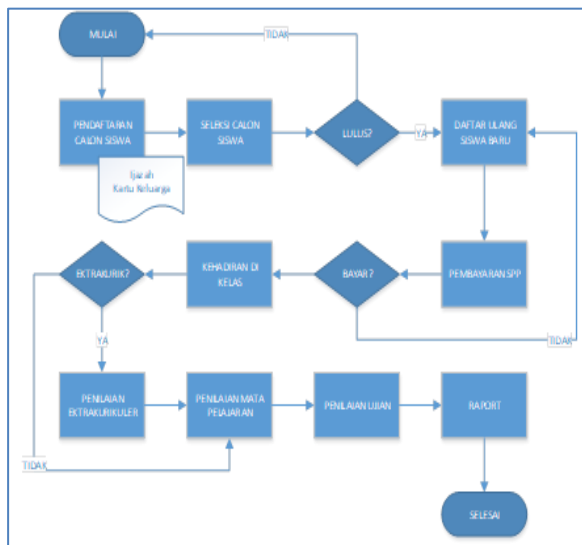 MULAI
TIDAK
PENDAFTARAN
CALON SISWA
SELEKSI CALON
SISWA
LULUS?
YA
DAFTAR ULANG
SISWA BARU
Ijazah
Kartu Keluarga
EKTRAKURIK?
KEHADIRAN DI
KELAS
BAYAR?
PEMBAYARAN SPP
YA
TIDAK
PENILAIAN
EKTRAKURIKULER
PENILAIAN MATA
PELAJARAN
PENILAIAN UJIAN
RAPORT
TIDAK
SELESAI